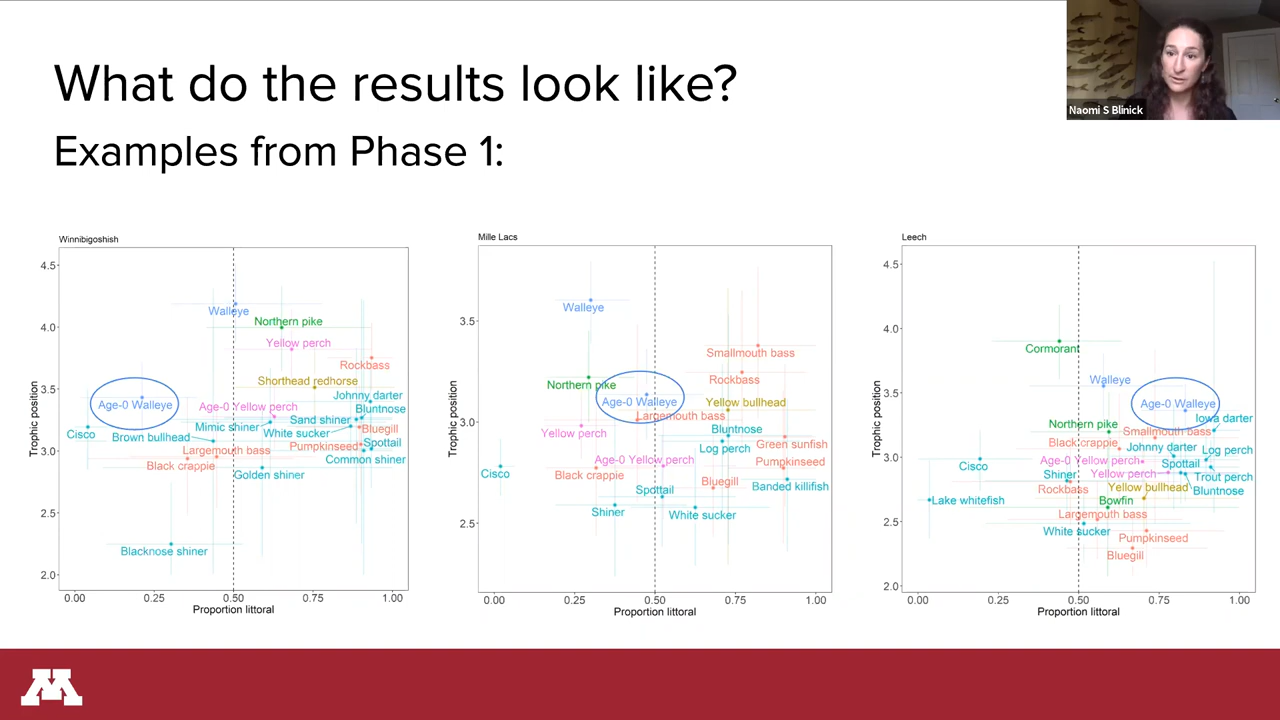 What do the results look like?
Examples from Phase 1:
Naomi S Blinick
Winnibigoshish
4.5
4.0
3.5
3.0
2.5
2.0
Trophic position
Walleye
Northern pike
Yellow perch
Rockbass
Shorthead redhorse
Johnny darter
Age-0 Walleye
Age-0 Yellow perch
Bluntnose
Sand shiner
Mimic shiner
Bluegill
Cisco
Brown bullhead
White sucker
Largemouth bass
Pumpkinseed
Spottail
Common shiner
Black crappie
Golden shiner
Blacknose shiner
0.00 0.25 0.50 0.75 1.00
Proportion littoral
Mille Lacs
3.5
3.0
2.5
Trophic position
Walleye
Smallmouth bass
Rockbass
Northern pike
Age-0 Walleye
Yellow bullhead
Largemouth bass
Yellow perch
Bluntnose
Log perch
Green sunfish
Age-0 Yellow perch
Pumpkinseed
Cisco
Black crappie
Bluegill
Banded killifish
Spottail
Shiner
White sucker
0.00 0.25 0.50 0.75 1.00
Proportion littoral
Leech
4.5
4.0
3.5
3.0
2.5
2.0
Trophic position
Cormorant
Walleye
Age-0 Walleye
Iowa darter
Northern pike
Smallmouth bass
Black crappie
Johnny darter
Log perch
Age-0 Yellow perch
Cisco
Spottail
Shiner
Yellow perch
Trout perch
Rockbass
Yellow bullhead
Bluntnose
Lake whitefish
Bowfin
Largemouth bass
White sucker
Pumpkinseed
Bluegill
0.00 0.25 0.50 0.75 1.00
Proportion littoral
M